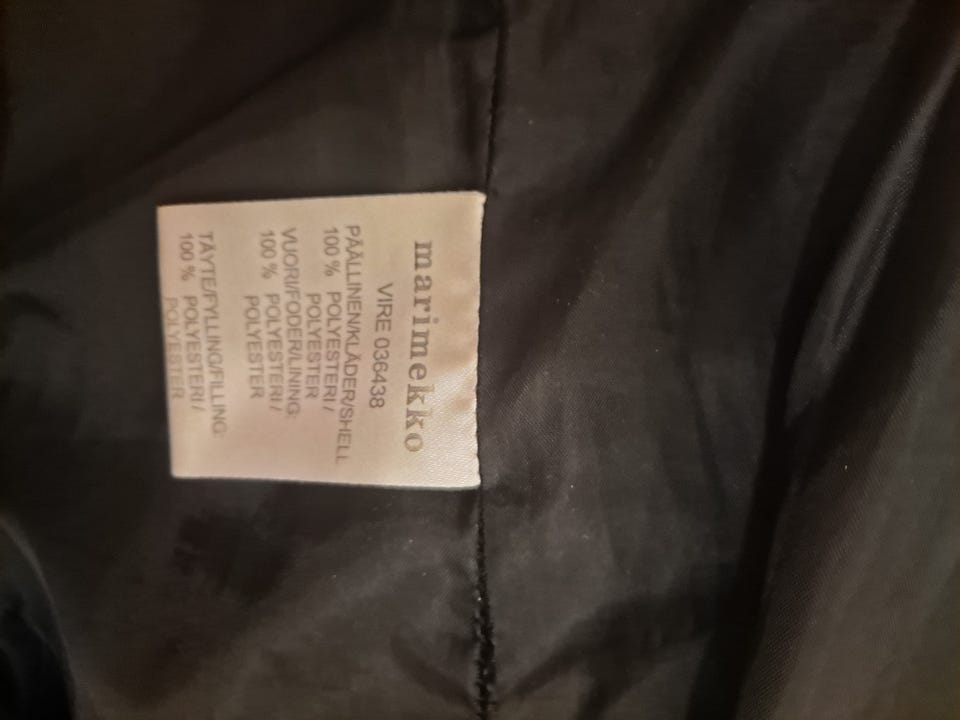 marimekko
VIRE 036438
PÄÄLLINEN/KLÄDER/SHELL
100 % POLYESTERI /
POLYESTER
VUORI/FODER/LINING:
100 % POLYESTERI /
POLYESTER
TÄYTE/FYLLING/FILLING:
100 % POLYESTERI /
POLYESTER